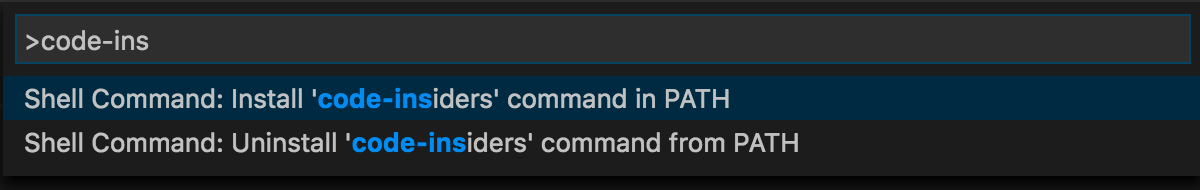 >code-ins
Shell Command: Install 'code-insiders' command in PATH
Shell Command: Uninstall 'code-insiders' command from PATH